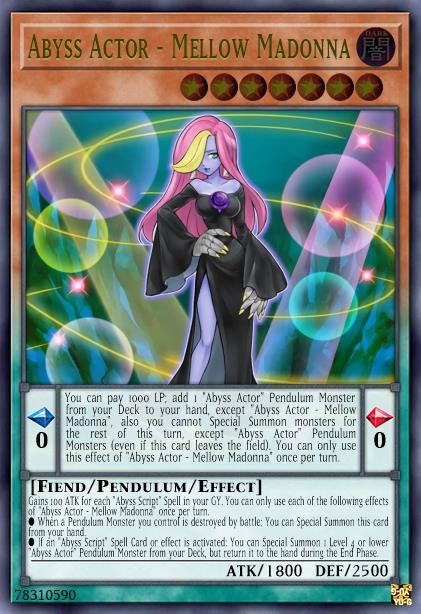 Abyss Actor - Mellow Madonna
DARK
闇
You can pay 1000 LP; add 1 "Abyss Actor" Pendulum Monster
from your Deck to your hand, except "Abyss Actor - Mellow
Madonna", also you cannot Special Summon monsters for
the rest of this turn, except "Abyss Actor" Pendulum
Monsters (even if this card leaves the field). You can only use
this effect of "Abyss Actor - Mellow Madonna" once per turn.
0
0
[Fiend/Pendulum/Effect]
Gains 100 ATK for each "Abyss Script" Spell in your GY. You can only use each of the following effects
of "Abyss Actor - Mellow Madonna" once per turn.
● When a Pendulum Monster you control is destroyed by battle: You can Special Summon this card
from your hand.
● If an "Abyss Script" Spell Card or effect is activated: You can Special Summon 1 Level 4 or lower
"Abyss Actor" Pendulum Monster from your Deck, but return it to the hand during the End Phase.
ATK/1800 DEF/2500
78310590